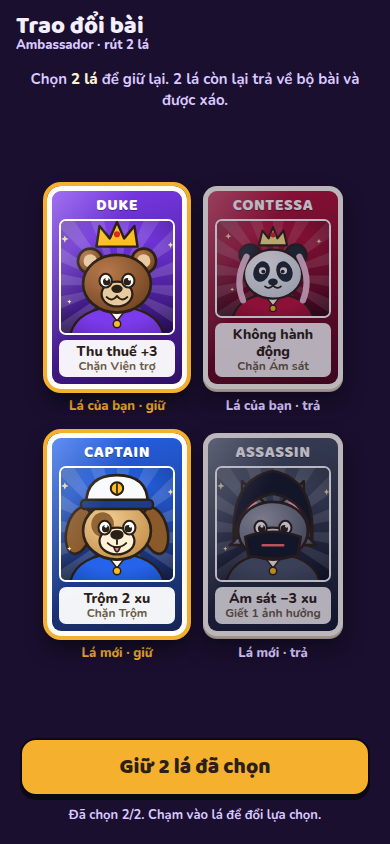 Trao đổi bài
Ambassador · rút 2 lá
Chọn 2 lá để giữ lại. 2 lá còn lại trả về bộ bài và
được xáo.
DUKE
Thu thuế +3
Chặn Viện trợ
Lá của bạn · giữ
CONTESSA
Không hành
động
Chặn Ám sát
Lá của bạn · trả
CAPTAIN
Trộm 2 xu
Chặn Trộm
Lá mới · giữ
ASSASSIN
Ám sát −3 xu
Giết 1 ảnh hưởng
Lá mới · trả
Giữ 2 lá đã chọn
Đã chọn 2/2. Chạm vào lá để đổi lựa chọn.